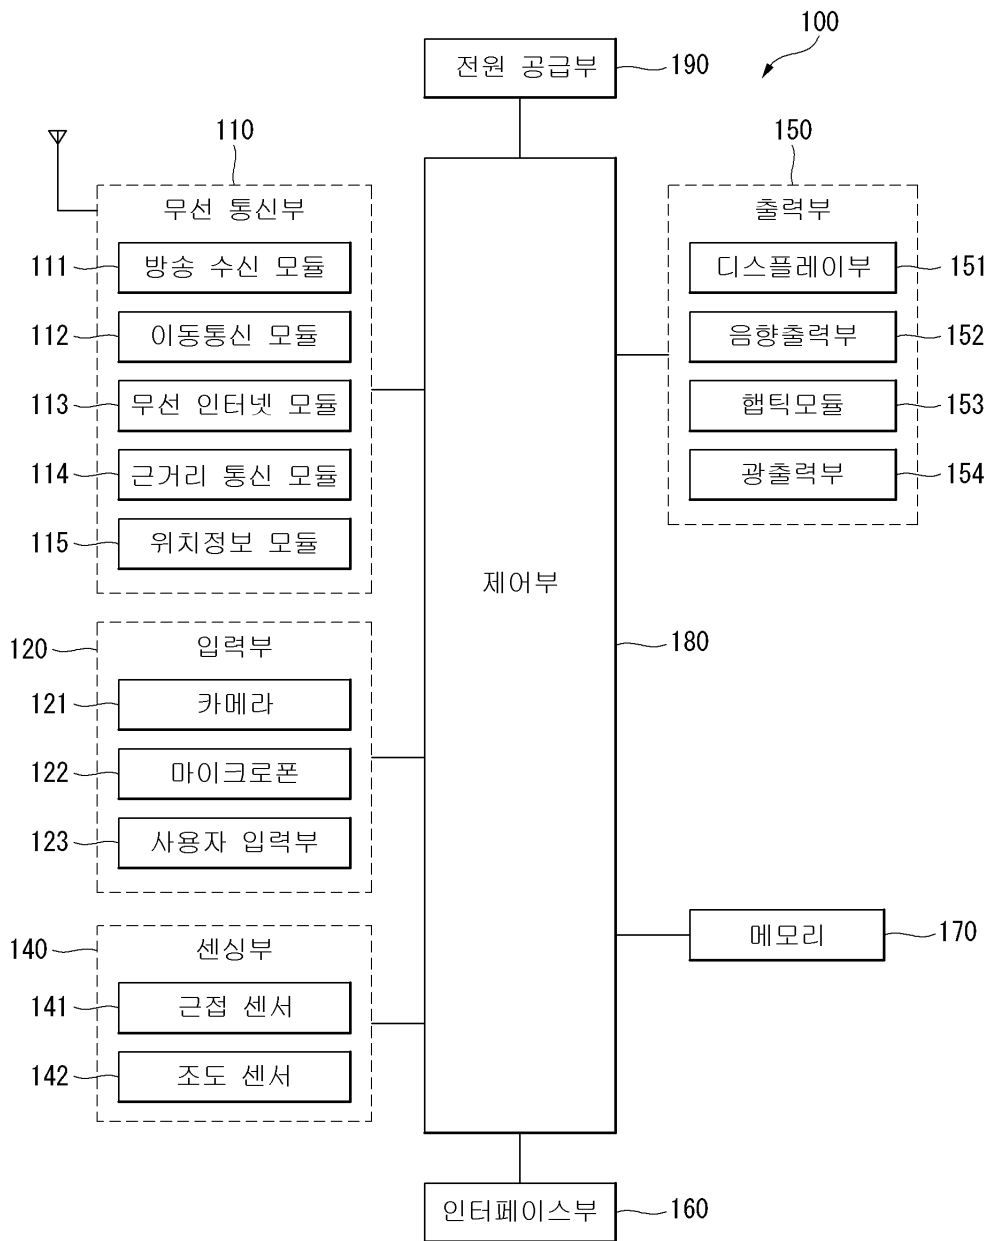 100
전원 공급부 190
110
무선 통신부
111 방송 수신 모듈
112 이동통신 모듈
113 무선 인터넷 모듈
114 근거리 통신 모듈
115 위치정보 모듈
120 입력부
121 카메라
122 마이크로폰
123 사용자 입력부
140 센싱부
141 근접 센서
142 조도 센서
제어부
180
150
출력부
디스플레이부 151
음향출력부 152
햅틱모듈 153
광출력부 154
메모리 170
인터페이스부 160